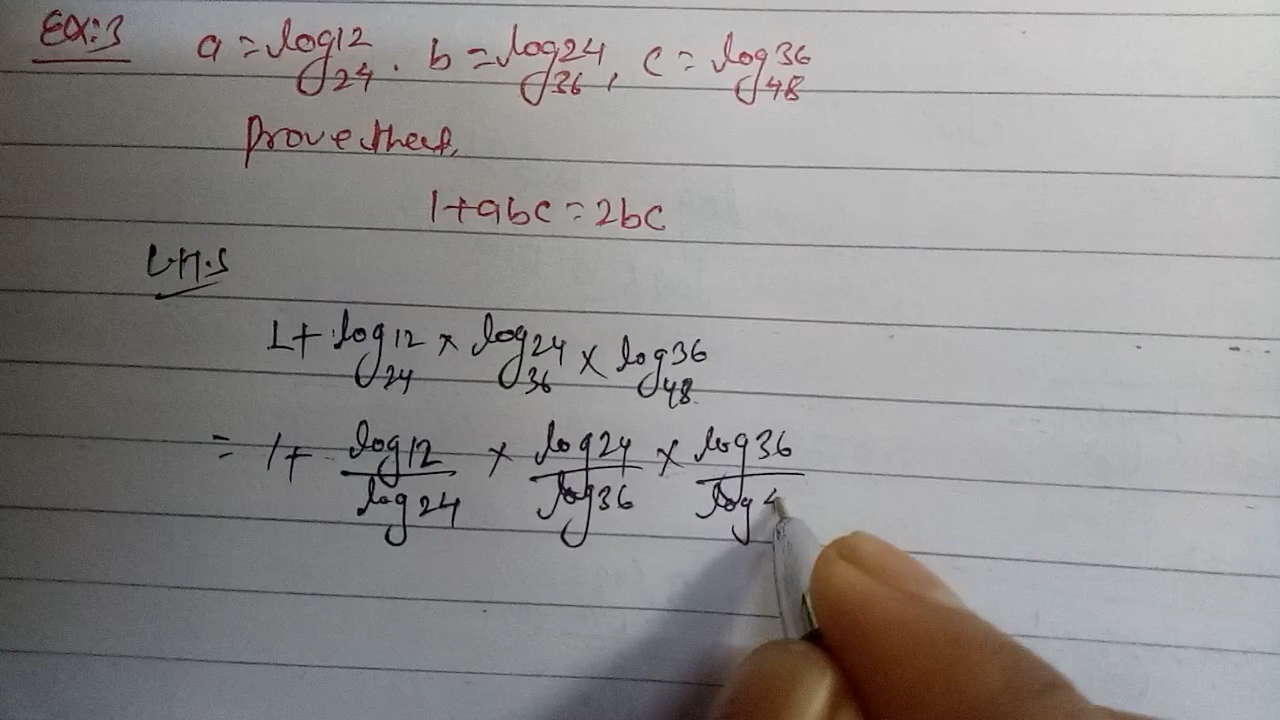 Ex:3 a = log₂₄12. b = log₃₆24, c = log₄₈36
Prove that,
1+abc = 2bc
L.H.S
1+ log₂₄12 × log₃₆24 × log₄₈36
= 1+ log12/log24 × log24/log36 × log36/log4